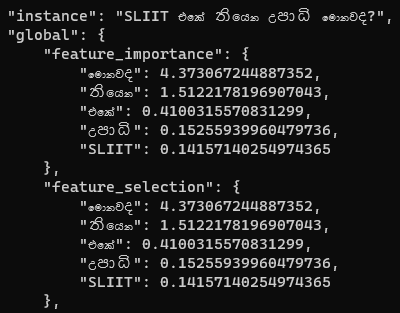 "instance": "SLIIT එකේ තියෙන උපාධි මොනවද?",
"global": {
"feature_importance": {
"මොනවද": 4.373067244887352,
"තියෙන": 1.5122178196907043,
"එකේ": 0.4100315570831299,
"උපාධි": 0.15255939960479736,
"SLIIT": 0.14157140254974365
},
"feature_selection": {
"මොනවද": 4.373067244887352,
"තියෙන": 1.5122178196907043,
"එකේ": 0.4100315570831299,
"උපාධි": 0.15255939960479736,
"SLIIT": 0.14157140254974365
},